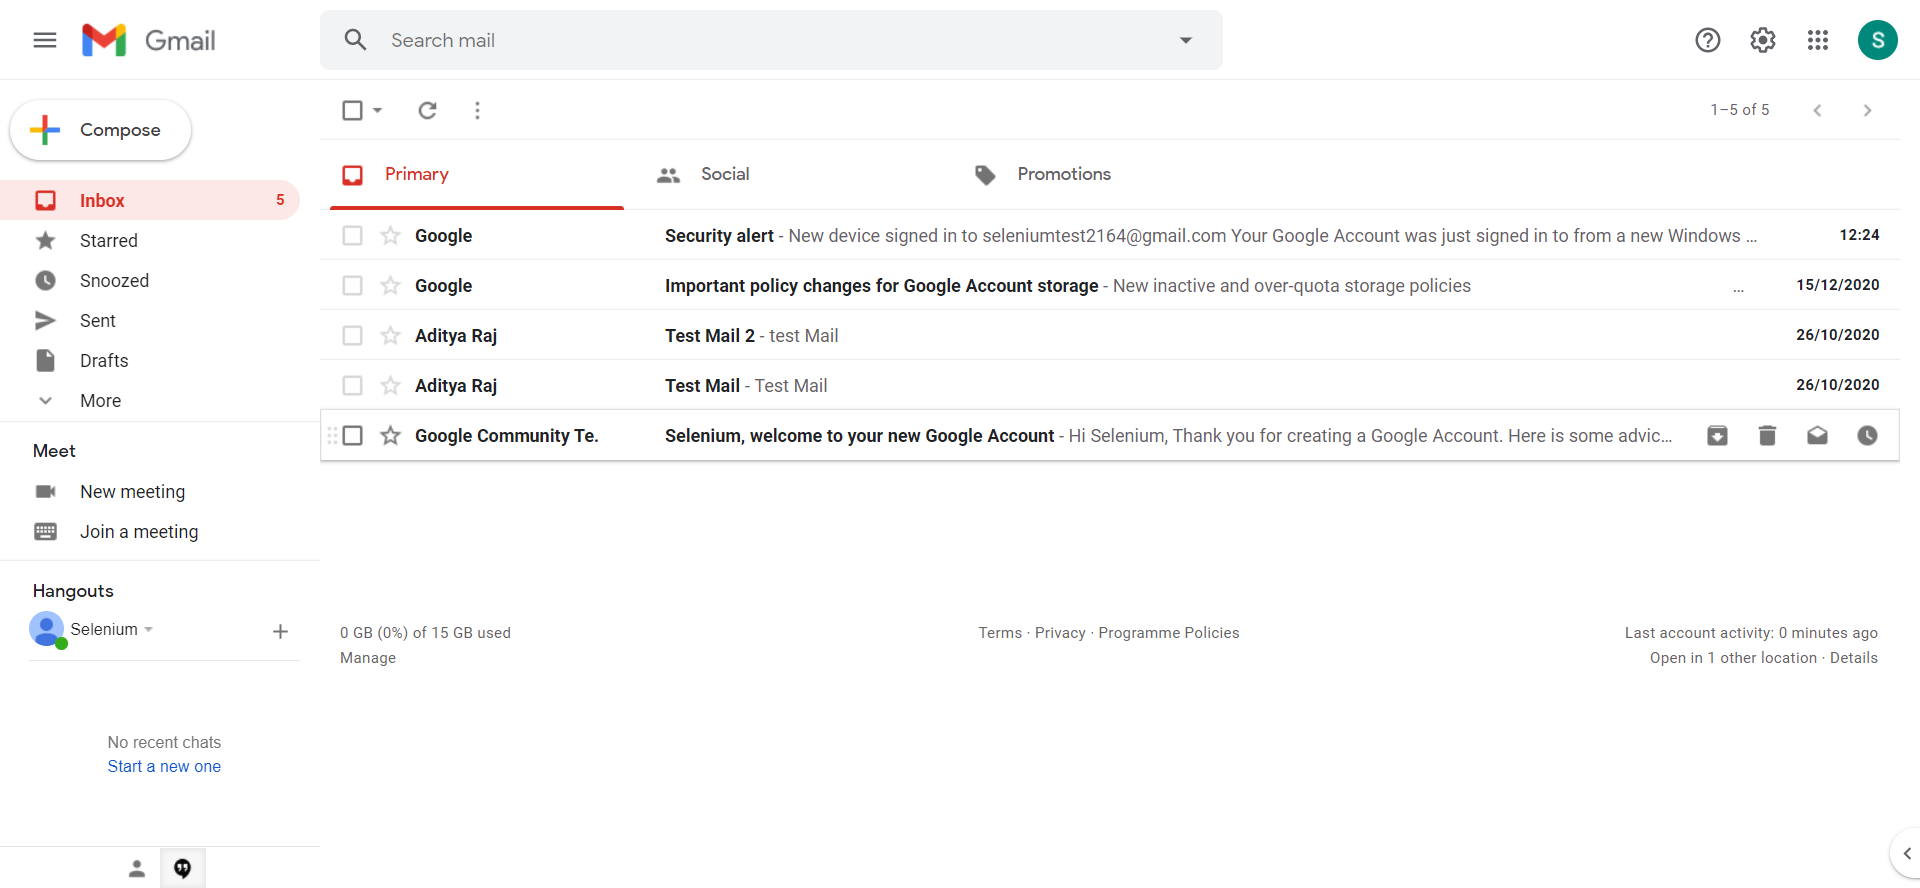 Gmail
Search mail
S
Compose
1–5 of 5
Primary
Social
Promotions
Inbox 5
Starred
Snoozed
Sent
Drafts
More
Google Security alert - New device signed in to seleniumtest2164@gmail.com Your Google Account was just signed in to from a new Windows ... 12:24
Google Important policy changes for Google Account storage - New inactive and over-quota storage policies ... 15/12/2020
Aditya Raj Test Mail 2 - test Mail 26/10/2020
Aditya Raj Test Mail - Test Mail 26/10/2020
Google Community Te. Selenium, welcome to your new Google Account - Hi Selenium, Thank you for creating a Google Account. Here is some advic...
Meet
New meeting
Join a meeting
Hangouts
Selenium
No recent chats
Start a new one
0 GB (0%) of 15 GB used
Manage
Terms · Privacy · Programme Policies
Last account activity: 0 minutes ago
Open in 1 other location · Details